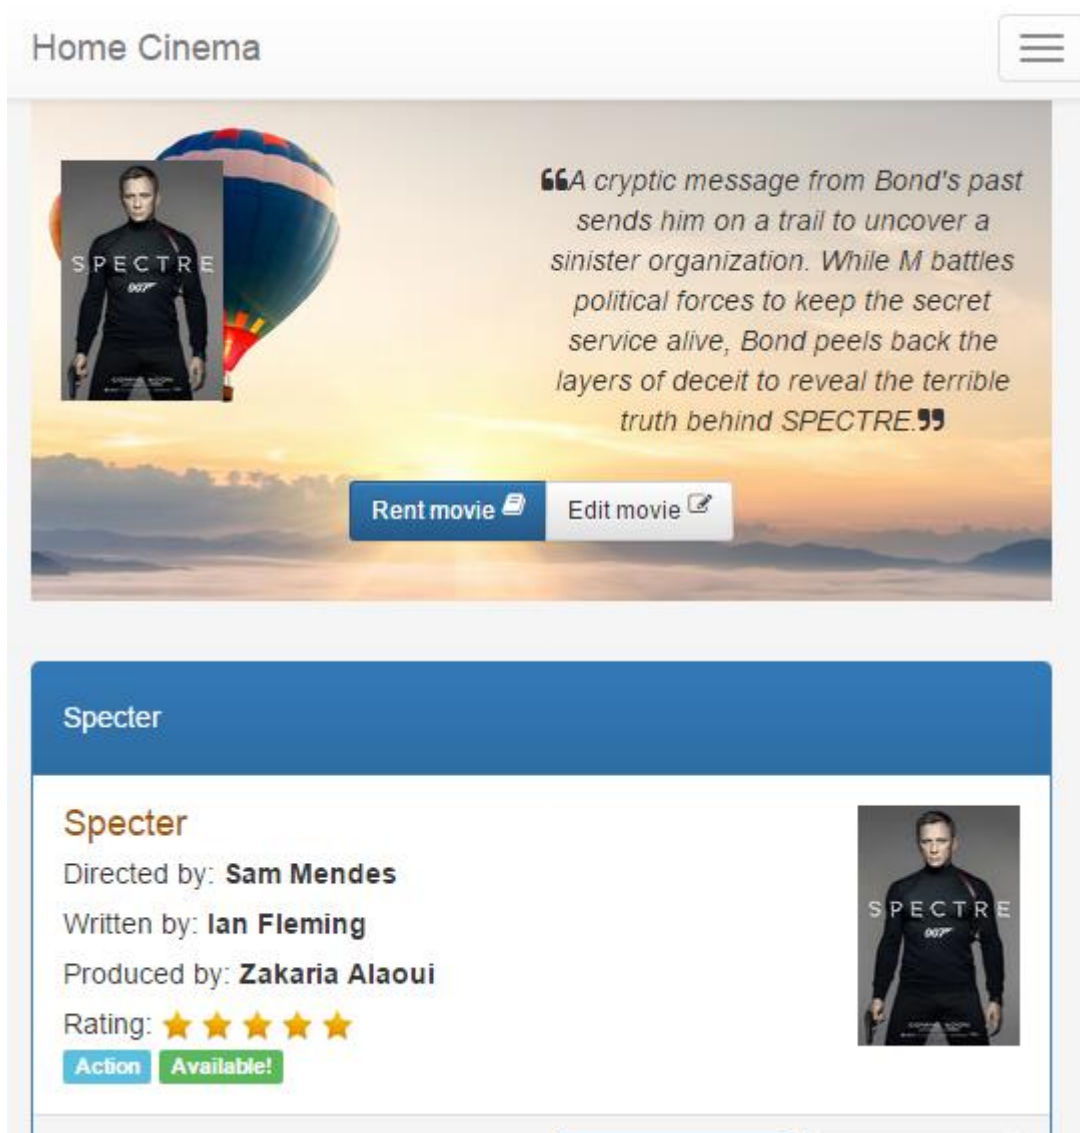 Home Cinema
SPECTRE
007
A cryptic message from Bond's past
sends him on a trail to uncover a
sinister organization. While M battles
political forces to keep the secret
service alive, Bond peels back the
layers of deceit to reveal the terrible
truth behind SPECTRE.
Rent movie
Edit movie
Specter
Specter
Directed by: Sam Mendes
Written by: Ian Fleming
Produced by: Zakaria Alaoui
Rating:
Action
Available!
SPECTRE
007